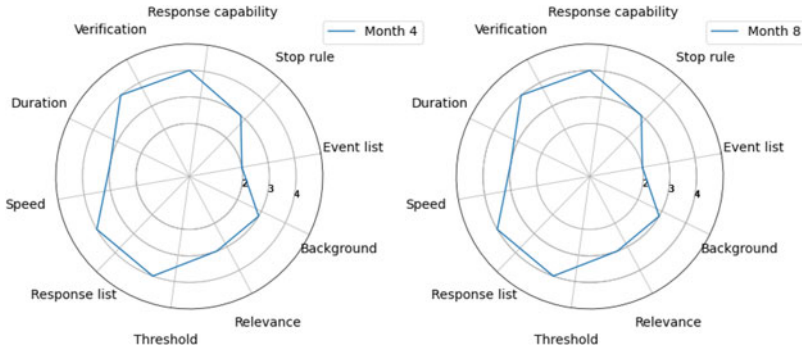 Response capability
Month 4
Verification
Stop rule
Duration
Event list
2
3
4
Speed
Background
Response list
Relevance
Threshold
Response capability
Month 8
Verification
Stop rule
Duration
Event list
2
3
4
Speed
Background
Response list
Relevance
Threshold